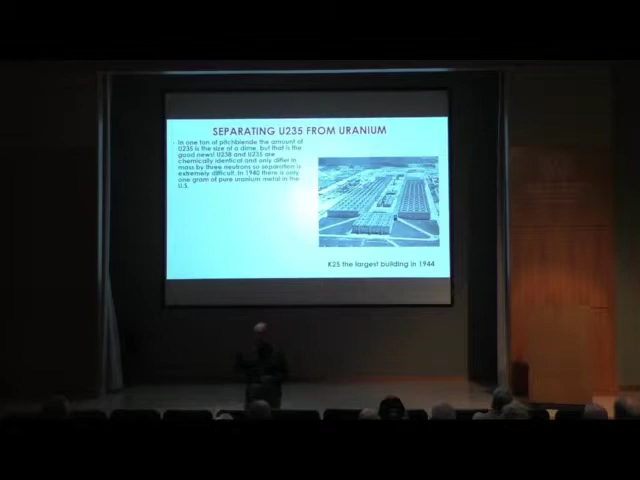 SEPARATING U235 FROM URANIUM
- In one ton of pitchblende the amount of
U235 is the size of a dime, but that is the
good news! U238 and U235 are
chemically identical and only differ in
mass by three neutrons so separation is
extremely difficult. In 1940 there is only
one gram of pure uranium metal in the
U.S.
K25 the largest building in 1944